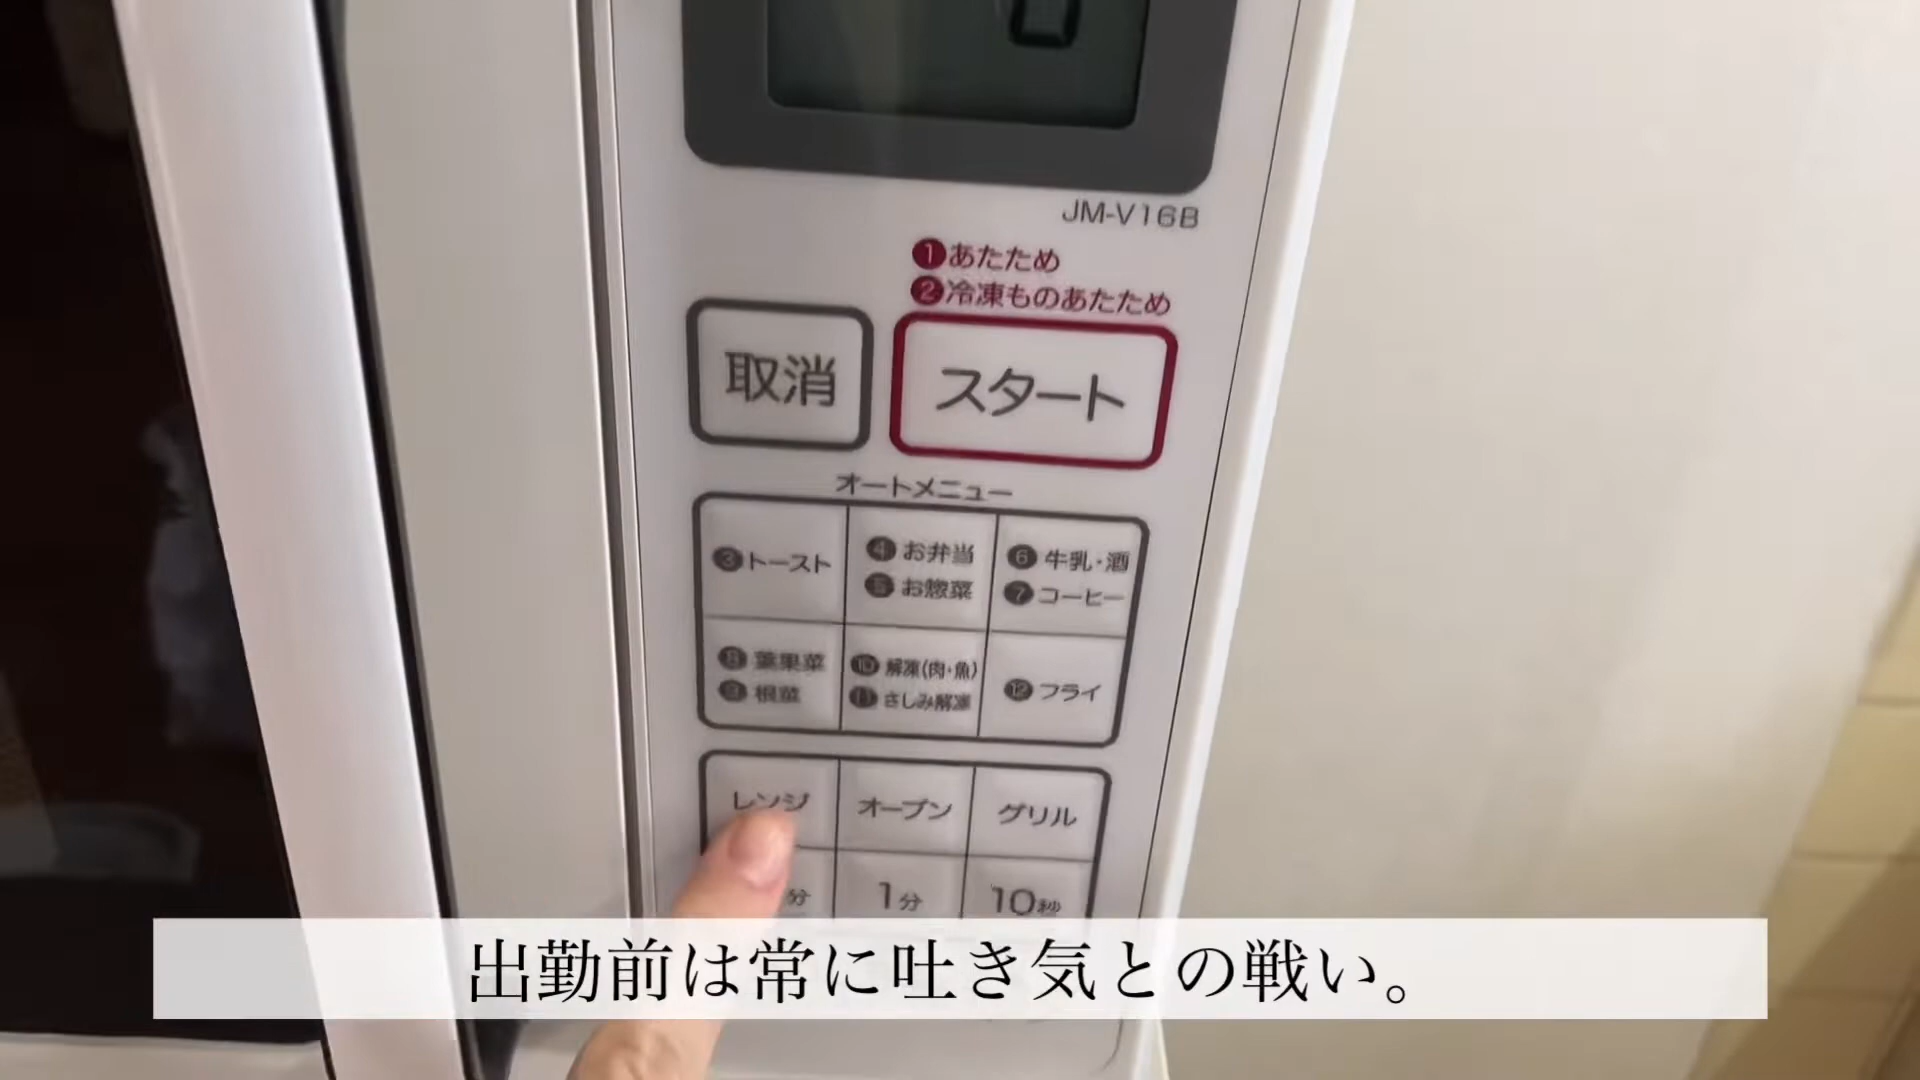 JM-V16B
❶あたため
❷冷凍ものあたため
取消
スタート
オートメニュー
❸トースト
❹お弁当
❺お惣菜
❻牛乳・酒
❼コーヒー
❽葉果菜
❾根菜
❿解凍(肉・魚)
⓫さしみ解凍
⓬フライ
レンジ
オーブン
グリル
分
1分
10秒
出勤前は常に吐き気との戦い。